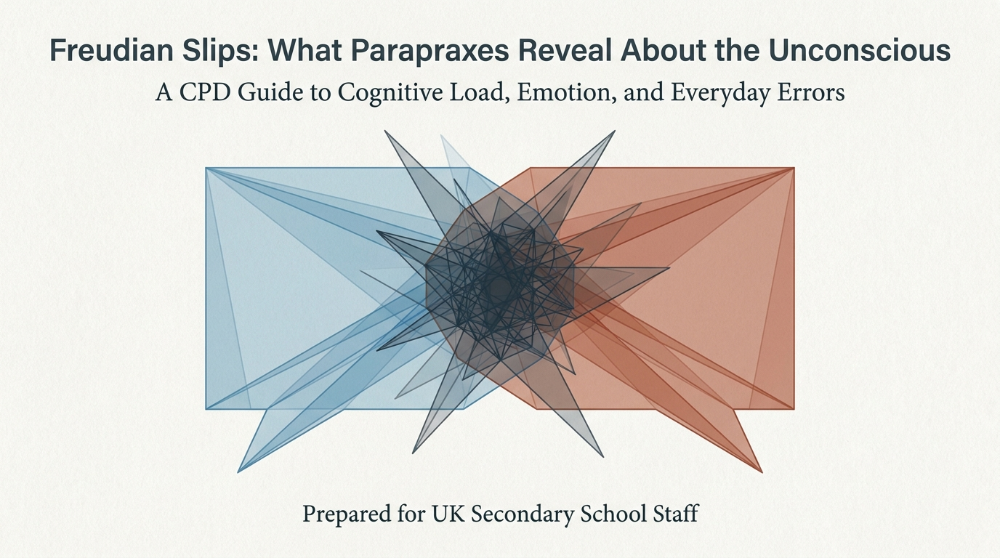 Freudian Slips: What Parapraxes Reveal About the Unconscious
A CPD Guide to Cognitive Load, Emotion, and Everyday Errors
Prepared for UK Secondary School Staff